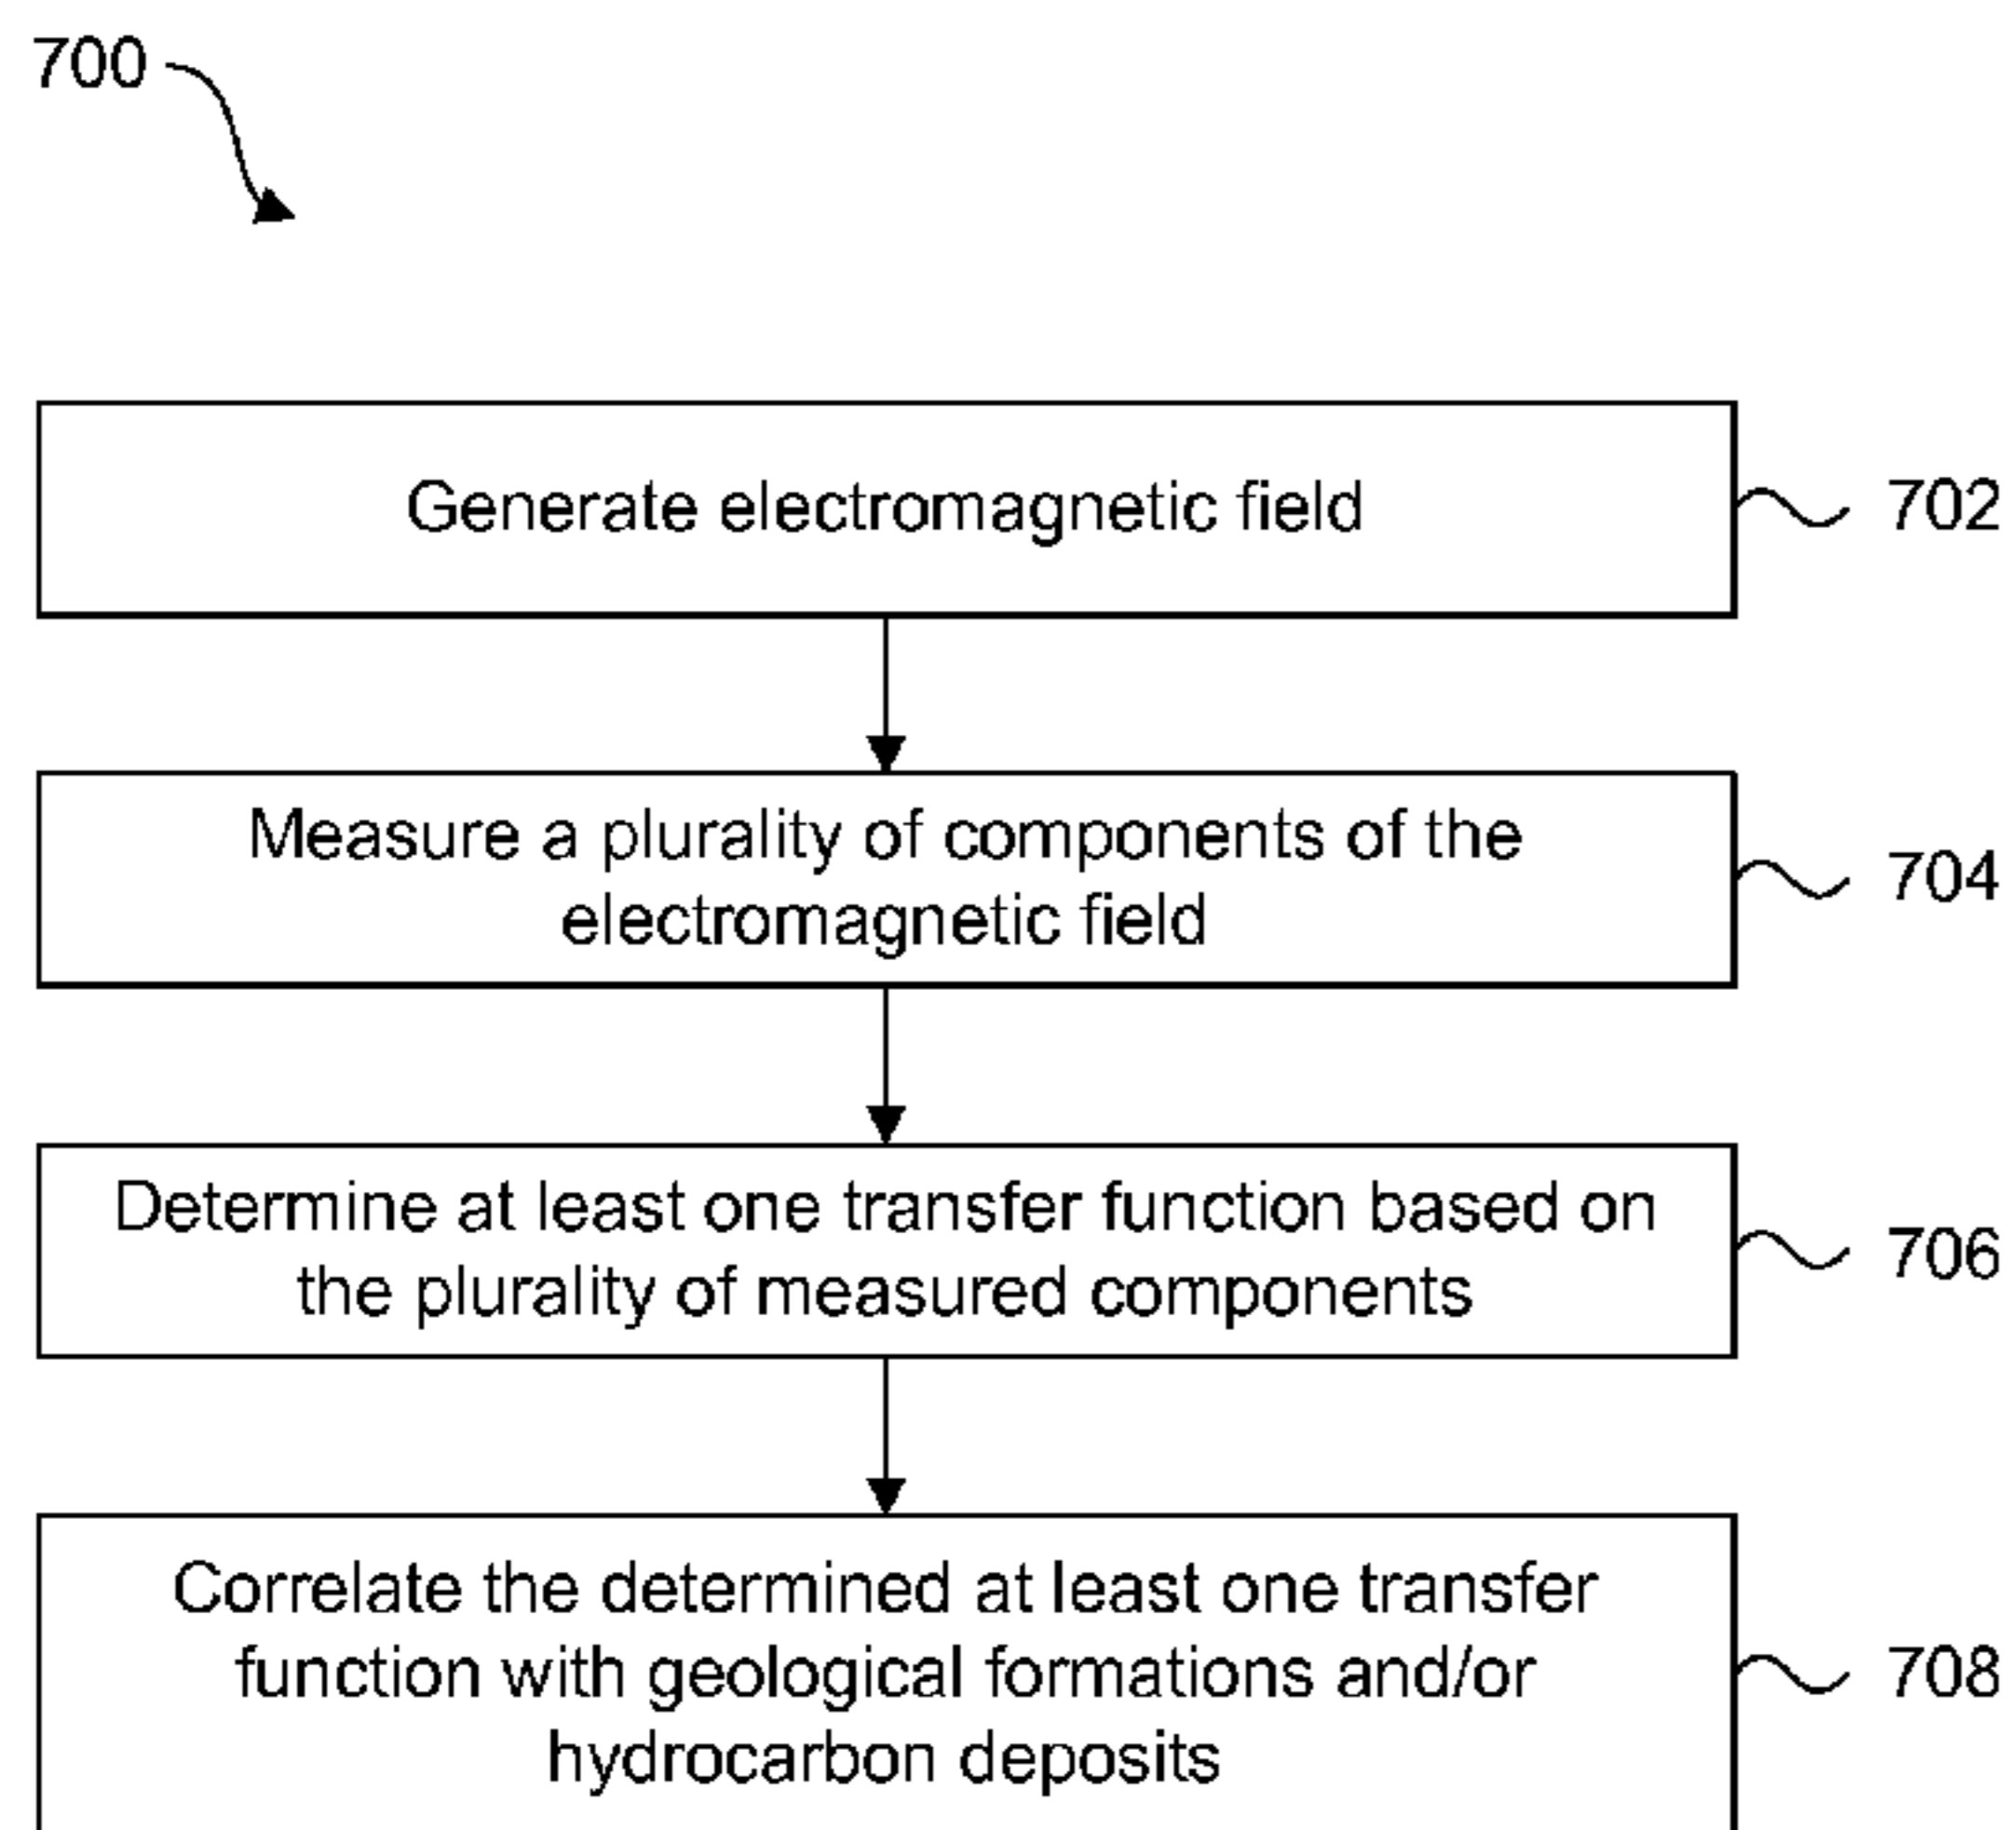 700
Generate electromagnetic field
702
Measure a plurality of components of the
electromagnetic field
704
Determine at least one transfer function based on
the plurality of measured components
706
Correlate the determined at least one transfer
function with geological formations and/or
hydrocarbon deposits
708